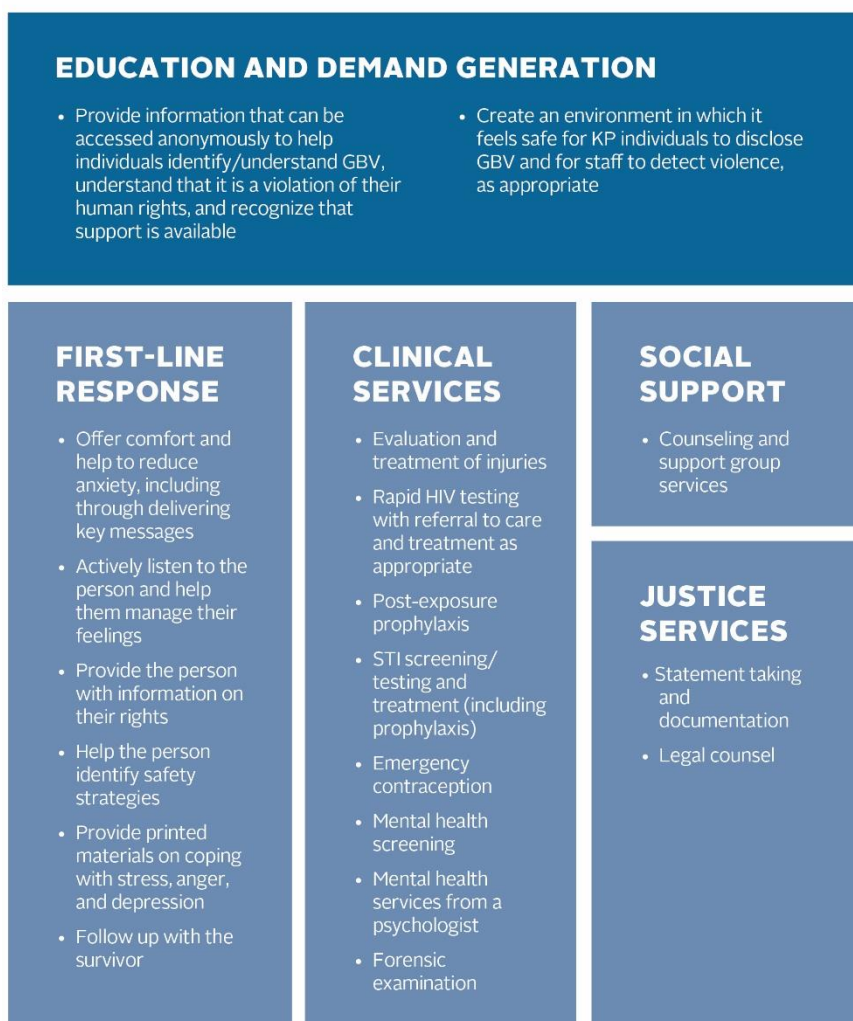 EDUCATION AND DEMAND GENERATION
• Provide information that can be
accessed anonymously to help
individuals identify/understand GBV,
understand that it is a violation of their
human rights, and recognize that
support is available
• Create an environment in which it
feels safe for KP individuals to disclose
GBV and for staff to detect violence,
as appropriate
FIRST-LINE
RESPONSE
• Offer comfort and
help to reduce
anxiety, including
through delivering
key messages
• Actively listen to the
person and help
them manage their
feelings
• Provide the person
with information on
their rights
• Help the person
identify safety
strategies
• Provide printed
materials on coping
with stress, anger,
and depression
• Follow up with the
survivor
CLINICAL
SERVICES
• Evaluation and
treatment of injuries
• Rapid HIV testing
with referral to care
and treatment as
appropriate
• Post-exposure
prophylaxis
• STI screening/
testing and
treatment (including
prophylaxis)
• Emergency
contraception
• Mental health
screening
• Mental health
services from a
psychologist
• Forensic
examination
SOCIAL
SUPPORT
• Counseling and
support group
services
JUSTICE
SERVICES
• Statement taking
and
documentation
• Legal counsel